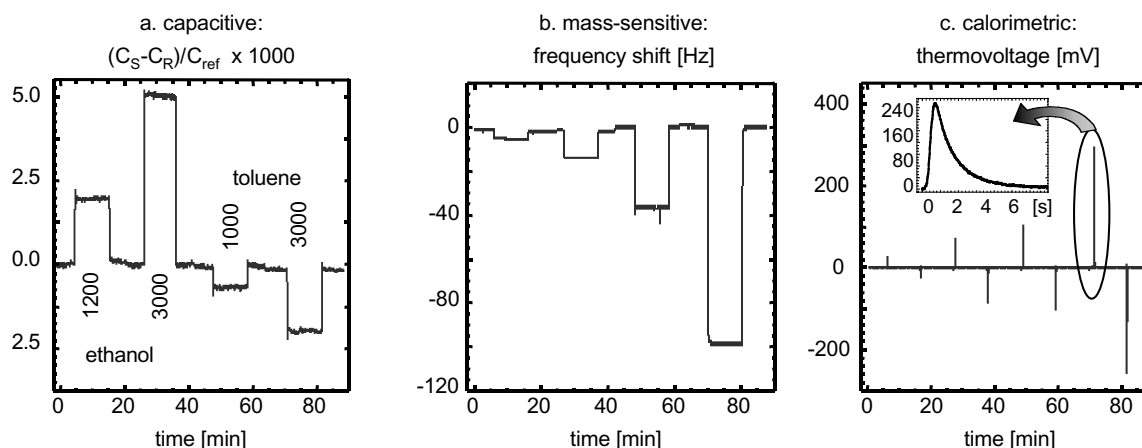 a. capacitive:
(C_S-C_R)/C_ref x 1000
5.0
2.5
0.0
2.5
toluene
1000
3000
1200
3000
ethanol
0 20 40 60 80
time [min]
b. mass-sensitive:
frequency shift [Hz]
0
-40
-80
-120
0 20 40 60 80
time [min]
c. calorimetric:
thermovoltage [mV]
400
200
0
-200
240
160
80
0
0 2 4 6 [s]
0 20 40 60 80
time [min]